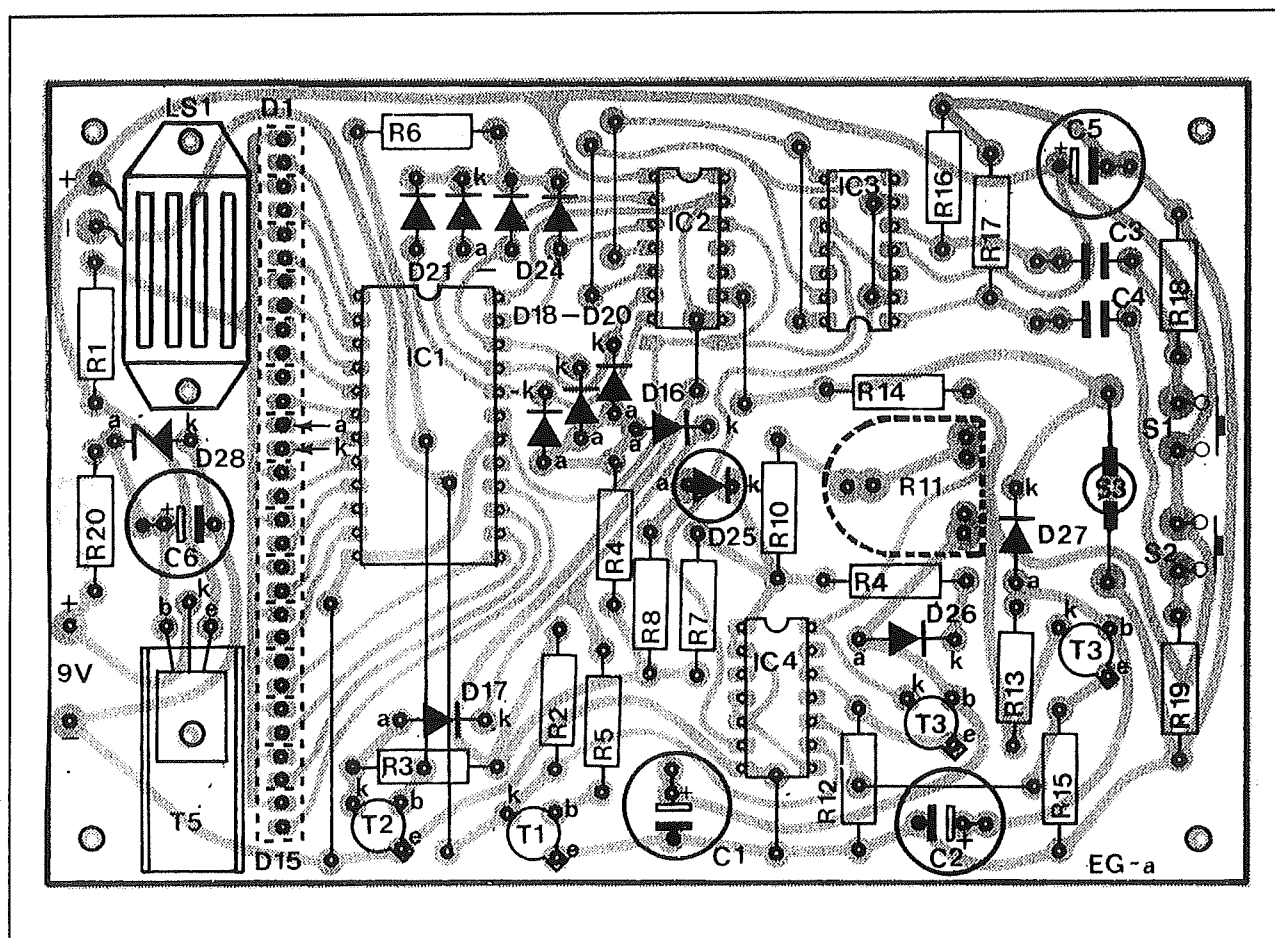 LS1 D1
R6
C5
+
+
k
IC3
R16
–
IC2
R17
a
C3
D21 – D24
C4
R18
D18–D20
k
R1
IC1
k
k
D16
R14
a
a
a
k
a
k
k
S1
D28
a
a
k
R11
k
S3
R20
+
C6
R4
D25
R10
D27
S2
R4
a
k
D26
+
b
e
R8
R7
k
b
a
k
T3
9V
IC4
k
e
D17
b
R13
R19
a
k
R2
T3
–
R5
e
R3
k
b
k
b
+
R12
R15
T5
T2
T1
e
e
C1
C2
+
D15
EG-a